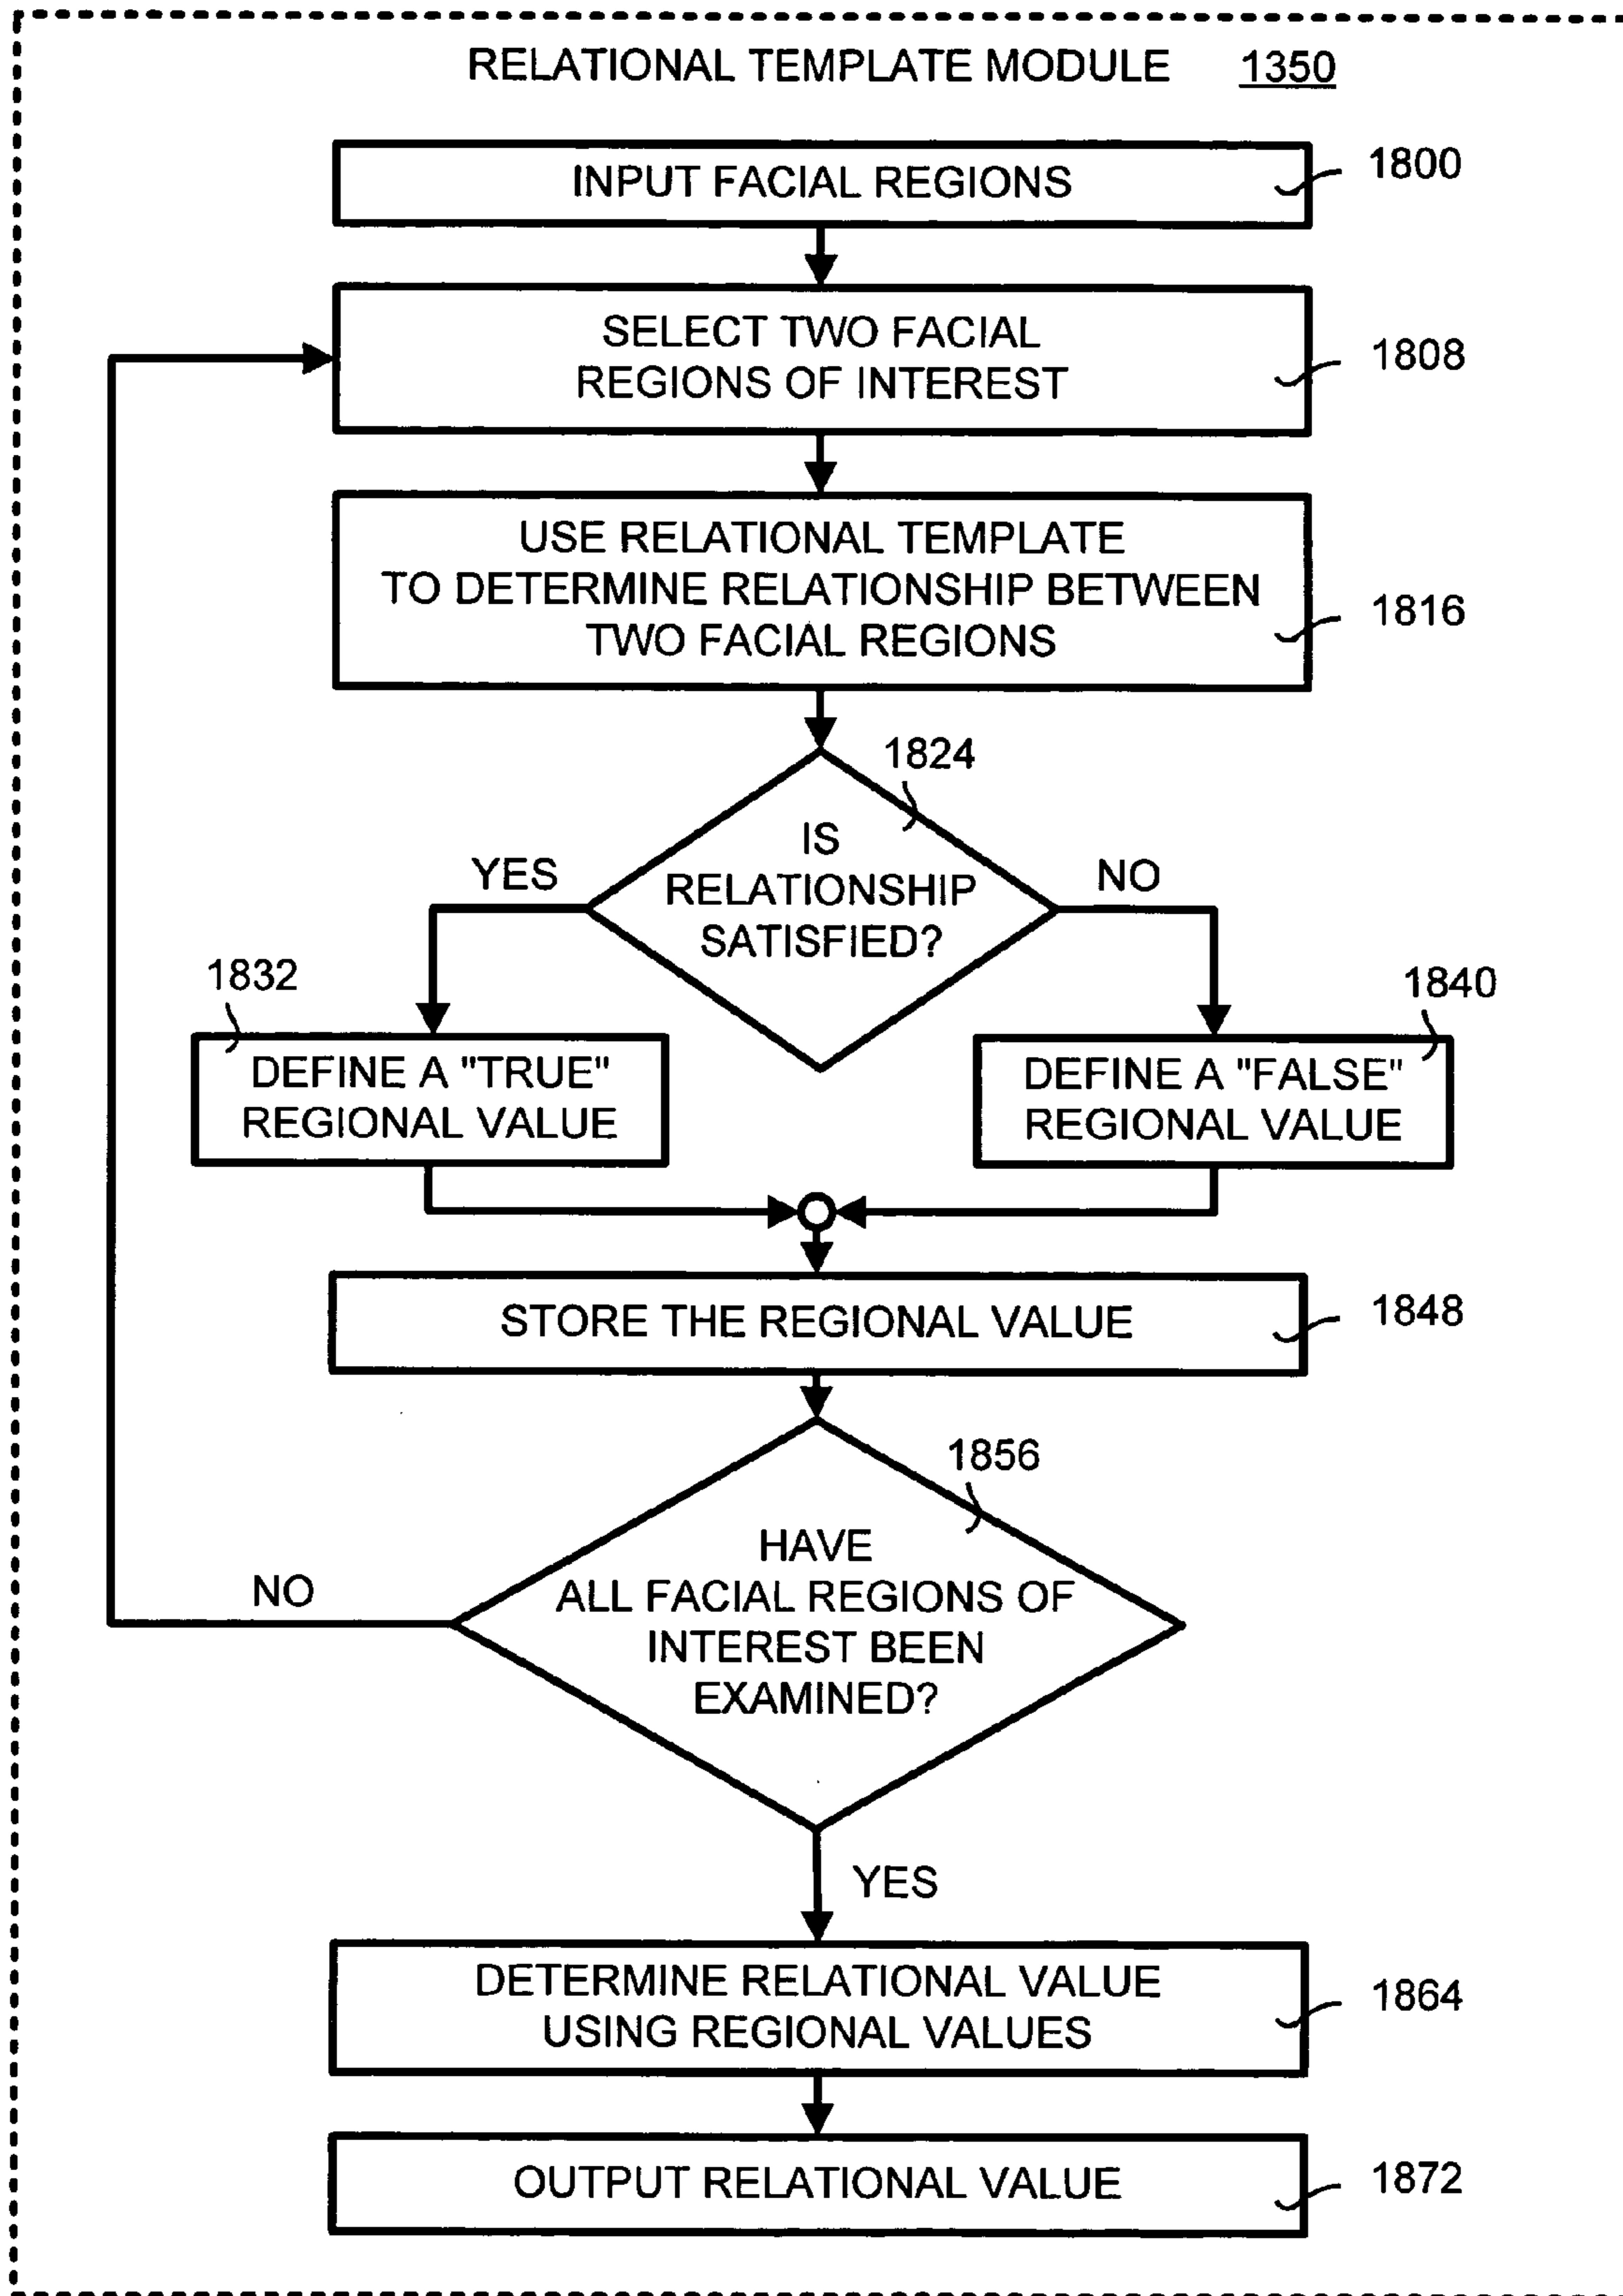 RELATIONAL TEMPLATE MODULE 1350
INPUT FACIAL REGIONS
1800
SELECT TWO FACIAL
REGIONS OF INTEREST
1808
USE RELATIONAL TEMPLATE
TO DETERMINE RELATIONSHIP BETWEEN
TWO FACIAL REGIONS
1816
1824
IS
RELATIONSHIP
SATISFIED?
YES
NO
1832
DEFINE A "TRUE"
REGIONAL VALUE
1840
DEFINE A "FALSE"
REGIONAL VALUE
STORE THE REGIONAL VALUE
1848
1856
HAVE
ALL FACIAL REGIONS OF
INTEREST BEEN
EXAMINED?
NO
YES
DETERMINE RELATIONAL VALUE
USING REGIONAL VALUES
1864
OUTPUT RELATIONAL VALUE
1872